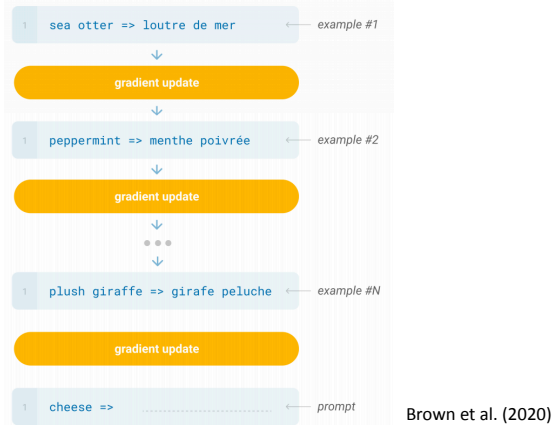 1 sea otter => loutre de mer ← example #1
gradient update
1 peppermint => menthe poivrée ← example #2
gradient update
1 plush giraffe => girafe peluche ← example #N
gradient update
1 cheese => .............................. ← prompt
Brown et al. (2020)